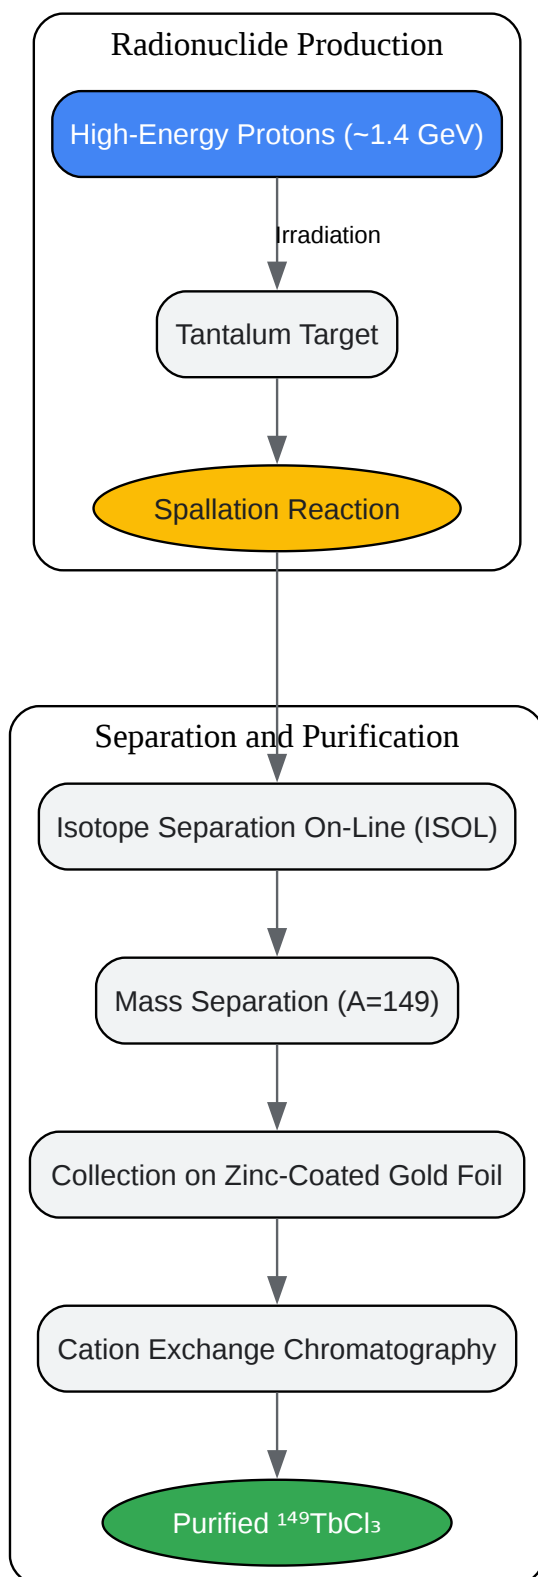 Radionuclide Production
High-Energy Protons (~1.4 GeV)
Irradiation
Tantalum Target
Spallation Reaction
Separation and Purification
Isotope Separation On-Line (ISOL)
Mass Separation (A=149)
Collection on Zinc-Coated Gold Foil
Cation Exchange Chromatography
Purified ¹⁴⁹TbCl₃